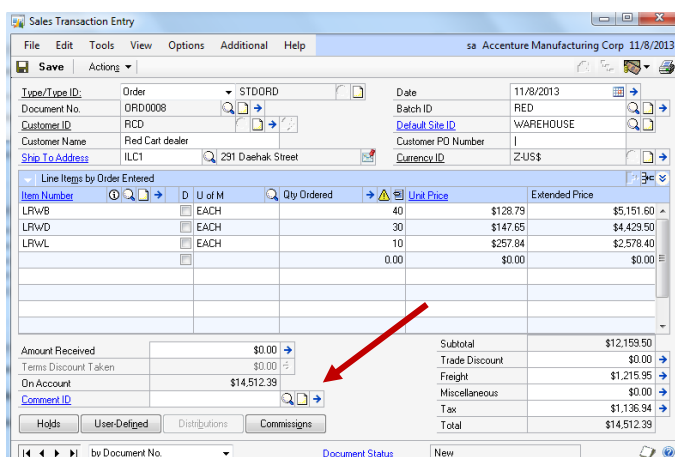 Sales Transaction Entry
File Edit Tools View Options Additional Help sa Accenture Manufacturing Corp 11/8/2013
Save Actions
Type/Type ID: Order STDORD Date 11/8/2013
Document No. ORD0008 Batch ID RED
Customer ID RCD Default Site ID WAREHOUSE
Customer Name Red Cart dealer Customer PO Number
Ship To Address ILC1 291 Daehak Street Currency ID Z-US$
Line Items by Order Entered
Item Number D U of M Qty Ordered Unit Price Extended Price
LRWB EACH 40 $128.79 $5,151.60
LRWD EACH 30 $147.65 $4,429.50
LRWL EACH 10 $257.84 $2,578.40
0.00 $0.00 $0.00
Subtotal $12,159.50
Amount Received $0.00 Trade Discount $0.00
Terms Discount Taken $0.00 Freight $1,215.95
On Account $14,512.39 Miscellaneous $0.00
Comment ID Tax $1,136.94
Holds User-Defined Distributions Commissions Total $14,512.39
by Document No. Document Status New